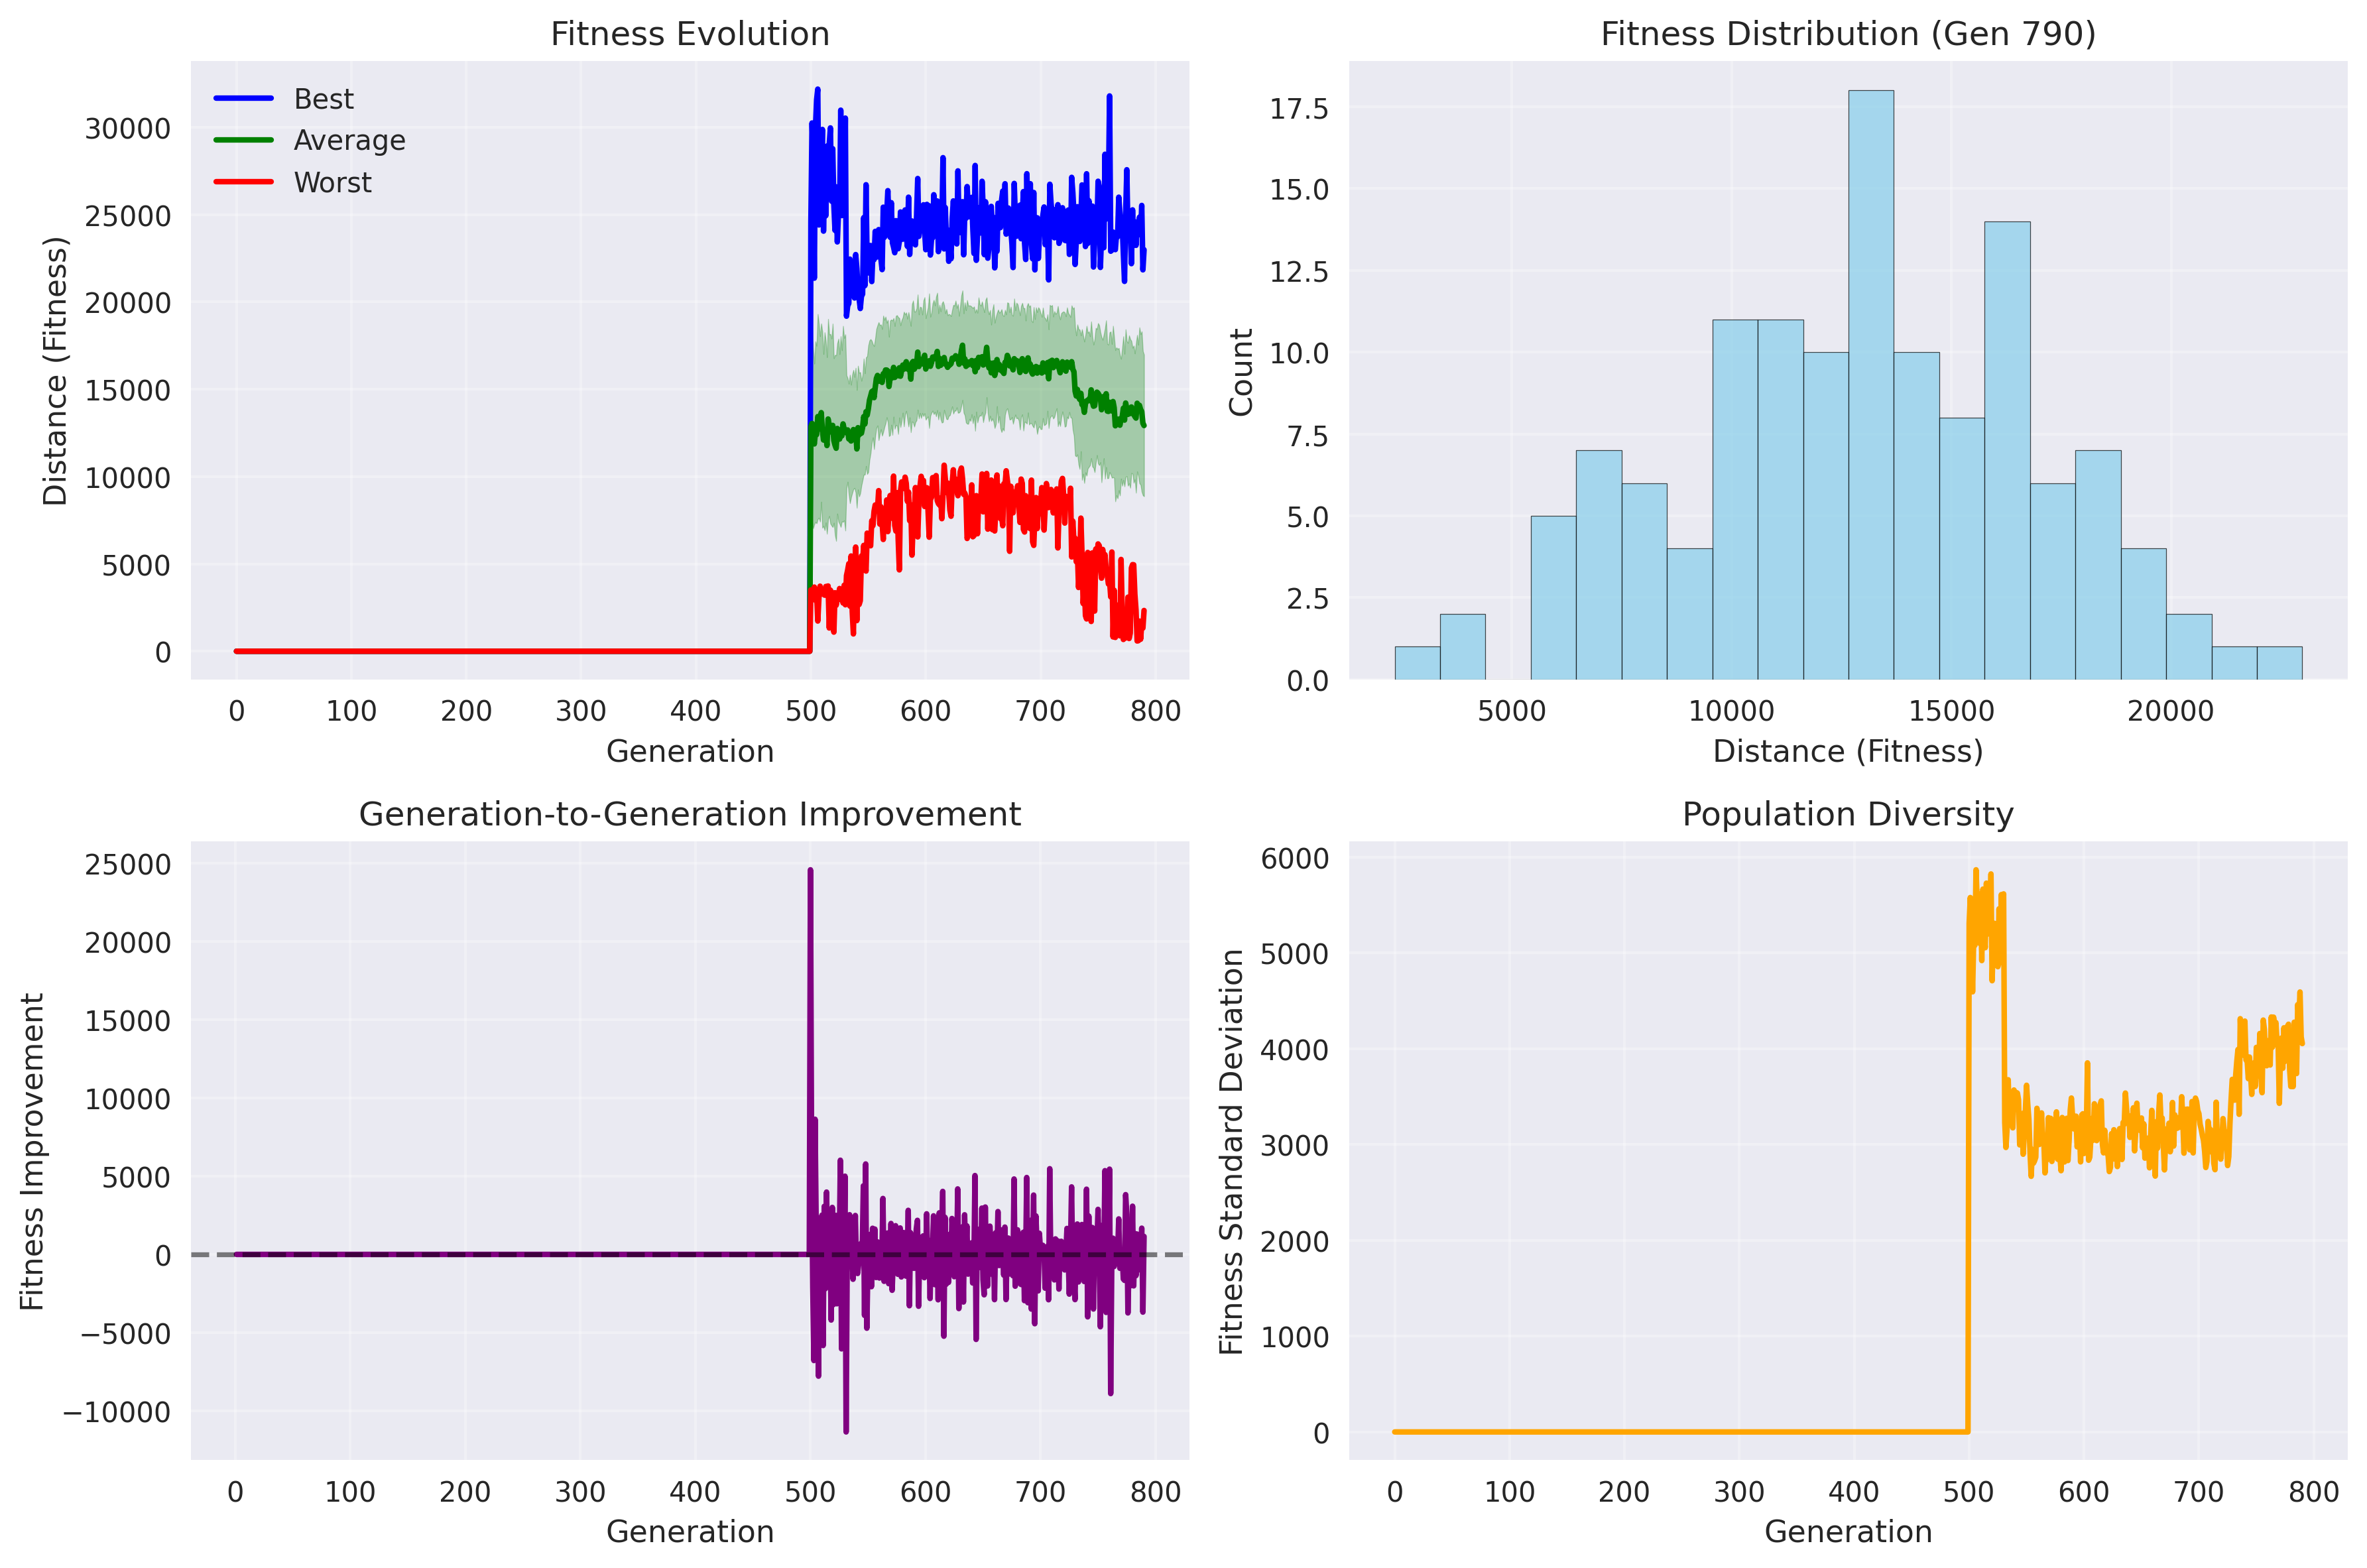 Fitness Evolution
Distance (Fitness)
30000
25000
20000
15000
10000
5000
0
Best
Average
Worst
0 100 200 300 400 500 600 700 800
Generation
Fitness Distribution (Gen 790)
Count
17.5
15.0
12.5
10.0
7.5
5.0
2.5
0.0
5000 10000 15000 20000
Distance (Fitness)
Generation-to-Generation Improvement
Fitness Improvement
25000
20000
15000
10000
5000
0
−5000
−10000
0 100 200 300 400 500 600 700 800
Generation
Population Diversity
Fitness Standard Deviation
6000
5000
4000
3000
2000
1000
0
0 100 200 300 400 500 600 700 800
Generation